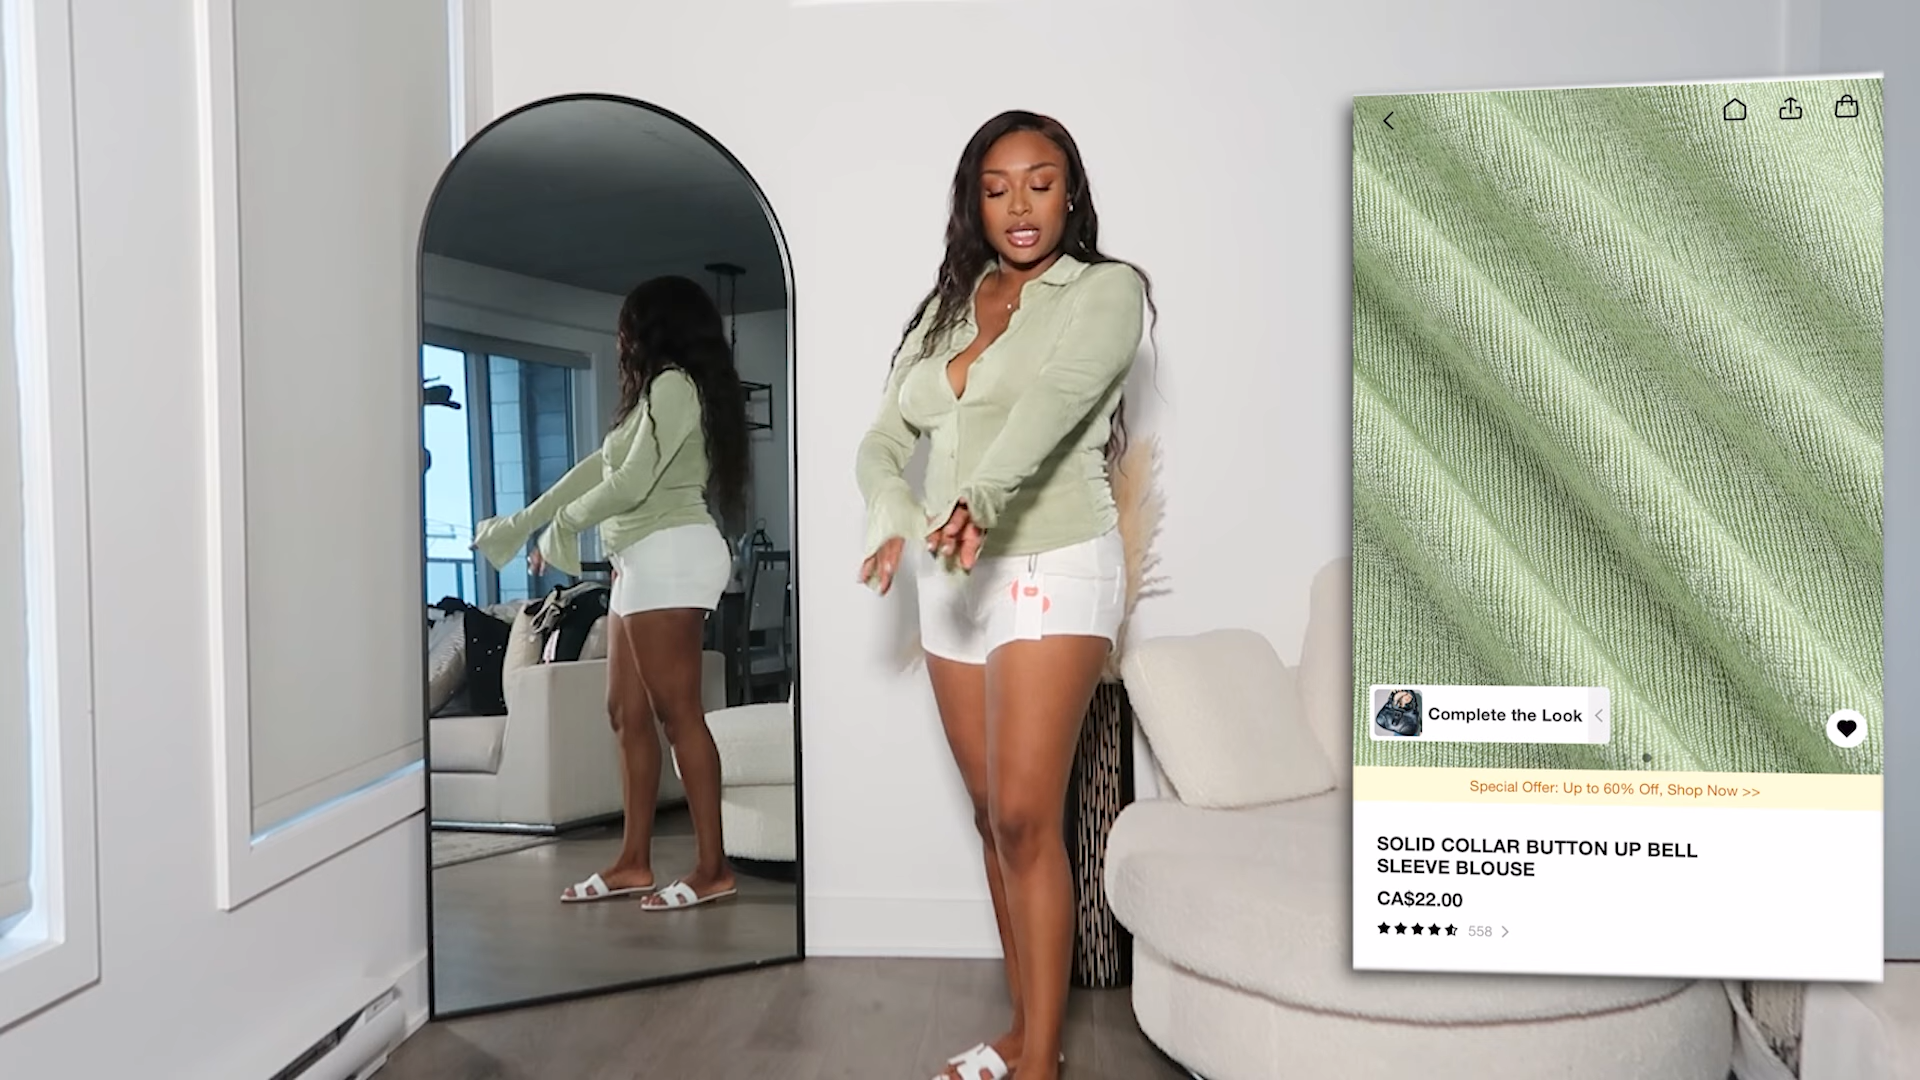 Complete the Look
Special Offer: Up to 60% Off, Shop Now >>
SOLID COLLAR BUTTON UP BELL
SLEEVE BLOUSE
CA$22.00
558